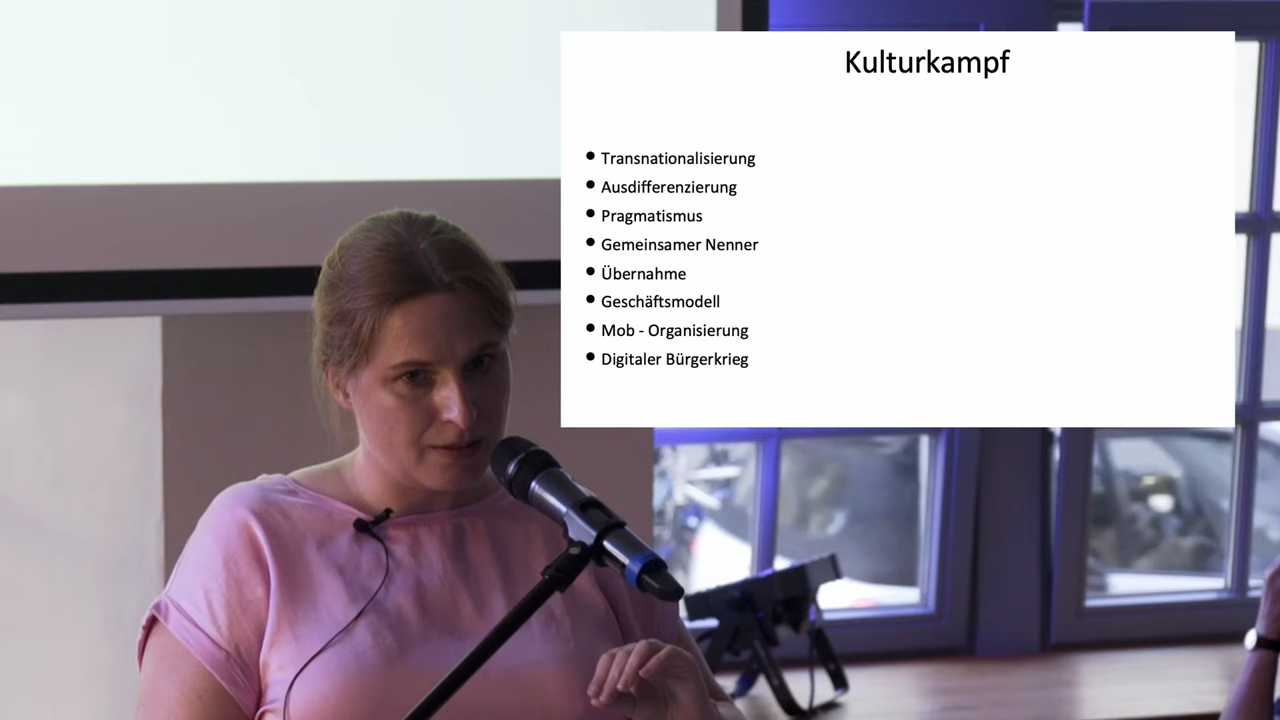 Kulturkampf
Transnationalisierung
Ausdifferenzierung
Pragmatismus
Gemeinsamer Nenner
Übernahme
Geschäftsmodell
Mob - Organisierung
Digitaler Bürgerkrieg